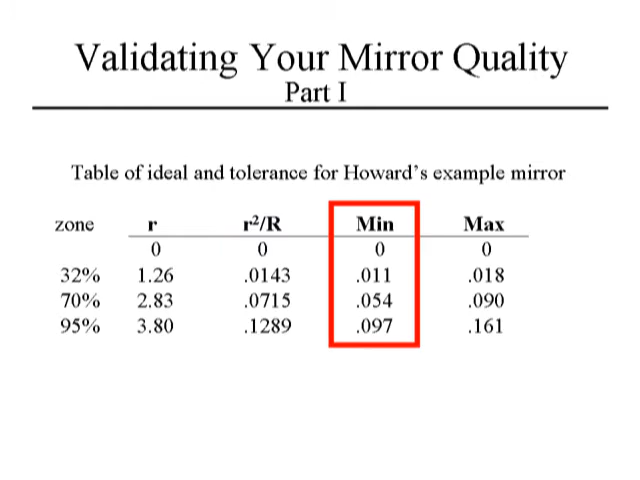 Validating Your Mirror Quality
Part I
Table of ideal and tolerance for Howard's example mirror
zone r r²/R Min Max
0 0 0 0
32% 1.26 .0143 .011 .018
70% 2.83 .0715 .054 .090
95% 3.80 .1289 .097 .161